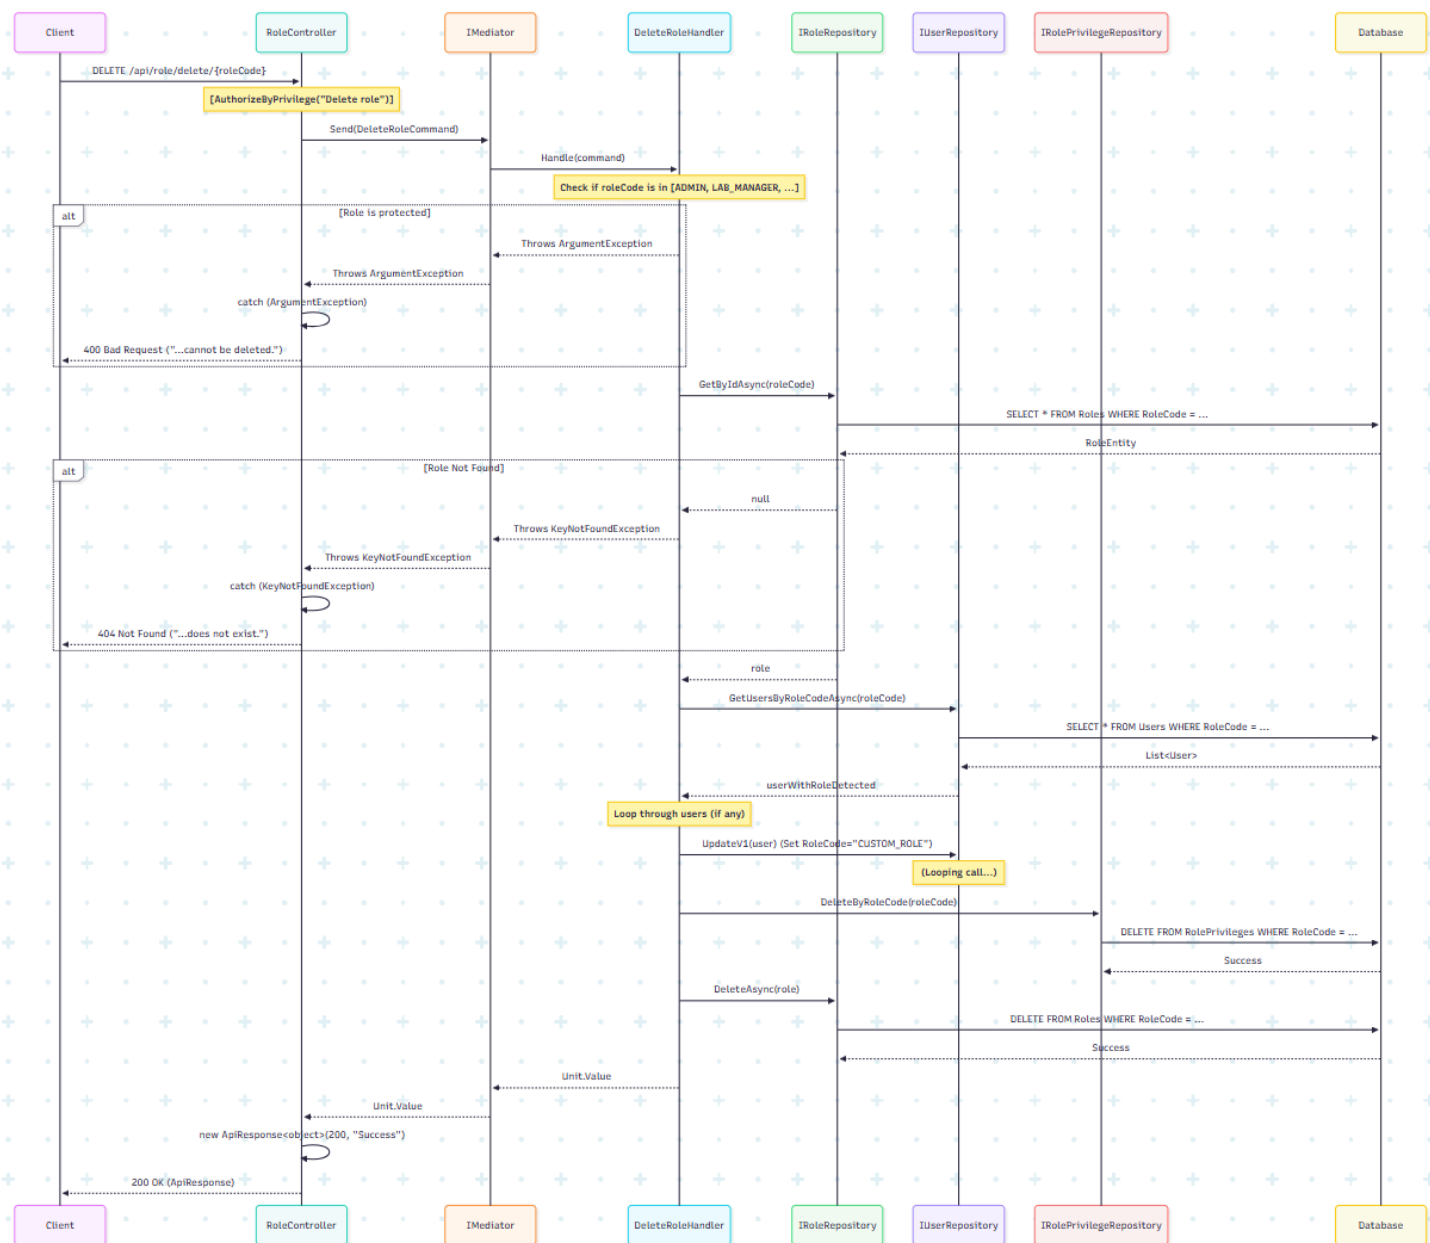 Client
RoleController
IMediator
DeleteRoleHandler
IRoleRepository
IUserRepository
IRolePrivilegeRepository
Database
DELETE /api/role/delete/{roleCode}
[AuthorizeByPrivilege("Delete role")]
Send(DeleteRoleCommand)
Handle(command)
Check if roleCode is in [ADMIN, LAB_MANAGER, ...]
alt
[Role is protected]
Throws ArgumentException
Throws ArgumentException
catch (ArgumentException)
400 Bad Request ("...cannot be deleted.")
GetByIdAsync(roleCode)
SELECT * FROM Roles WHERE RoleCode = ...
RoleEntity
alt
[Role Not Found]
null
Throws KeyNotFoundException
Throws KeyNotFoundException
catch (KeyNotFoundException)
404 Not Found ("...does not exist.")
role
GetUsersByRoleCodeAsync(roleCode)
SELECT * FROM Users WHERE RoleCode = ...
List<User>
userWithRoleDetected
Loop through users (if any)
UpdateV1(user) (Set RoleCode="CUSTOM_ROLE")
(Looping call...)
DeleteByRoleCode(roleCode)
DELETE FROM RolePrivileges WHERE RoleCode = ...
Success
DeleteAsync(role)
DELETE FROM Roles WHERE RoleCode = ...
Success
Unit.Value
Unit.Value
new ApiResponse<object>(200, "Success")
200 OK (ApiResponse)
Client
RoleController
IMediator
DeleteRoleHandler
IRoleRepository
IUserRepository
IRolePrivilegeRepository
Database